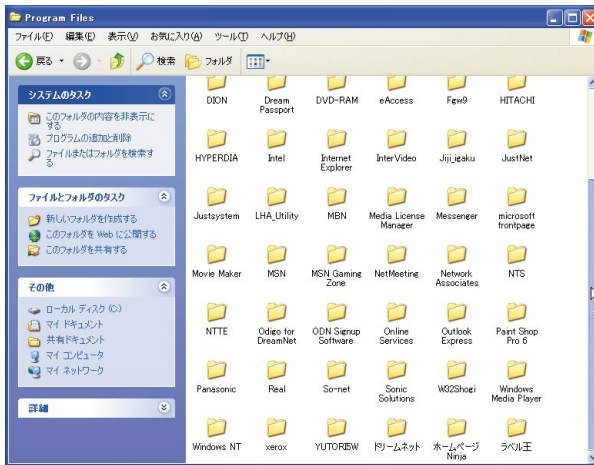 Program Files
ファイル(F) 編集(E) 表示(V) お気に入り(A) ツール(T) ヘルプ(H)
戻る 検索 フォルダ
システムのタスク
このフォルダの内容を非表示に
する
プログラムの追加と削除
ファイルまたはフォルダを検索す
る
ファイルとフォルダのタスク
新しいフォルダを作成する
このフォルダを Web に公開する
このフォルダを共有する
その他
ローカル ディスク (C:)
マイ ドキュメント
共有ドキュメント
マイ コンピュータ
マイ ネットワーク
詳細
DION
Dream
Passport
DVD-RAM
eAccess
Fgw9
HITACHI
HYPERDIA
Intel
Internet
Explorer
InterVideo
Jiji_igaku
JustNet
Justsystem
LHA_Utility
MBN
Media License
Manager
Messenger
microsoft
frontpage
Movie Maker
MSN
MSN Gaming
Zone
NetMeeting
Network
Associates
NTS
NTTE
Odigo for
DreamNet
ODN Signup
Software
Online
Services
Outlook
Express
Paint Shop
Pro 6
Panasonic
Real
So-net
Sonic
Solutions
W32Shogi
Windows
Media Player
Windows NT
xerox
ドリームネット
ホームページ
Ninja
ラベル王